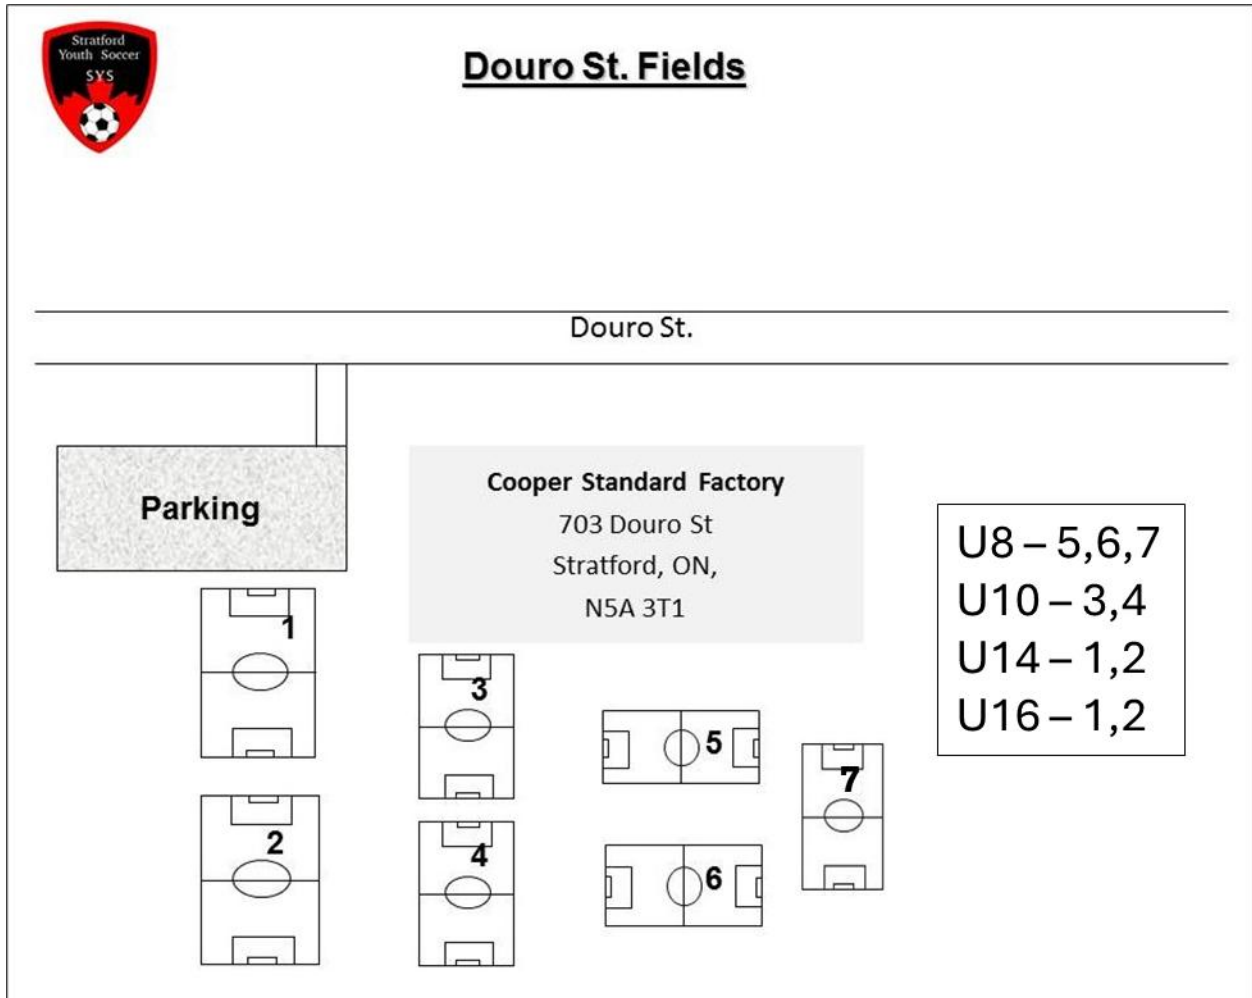 Stratford
Youth Soccer
SYS
Douro St. Fields
Douro St.
Parking
Cooper Standard Factory
703 Douro St
Stratford, ON,
N5A 3T1
U8 – 5,6,7
U10 – 3,4
U14 – 1,2
U16 – 1,2
1
3
5
7
2
4
6